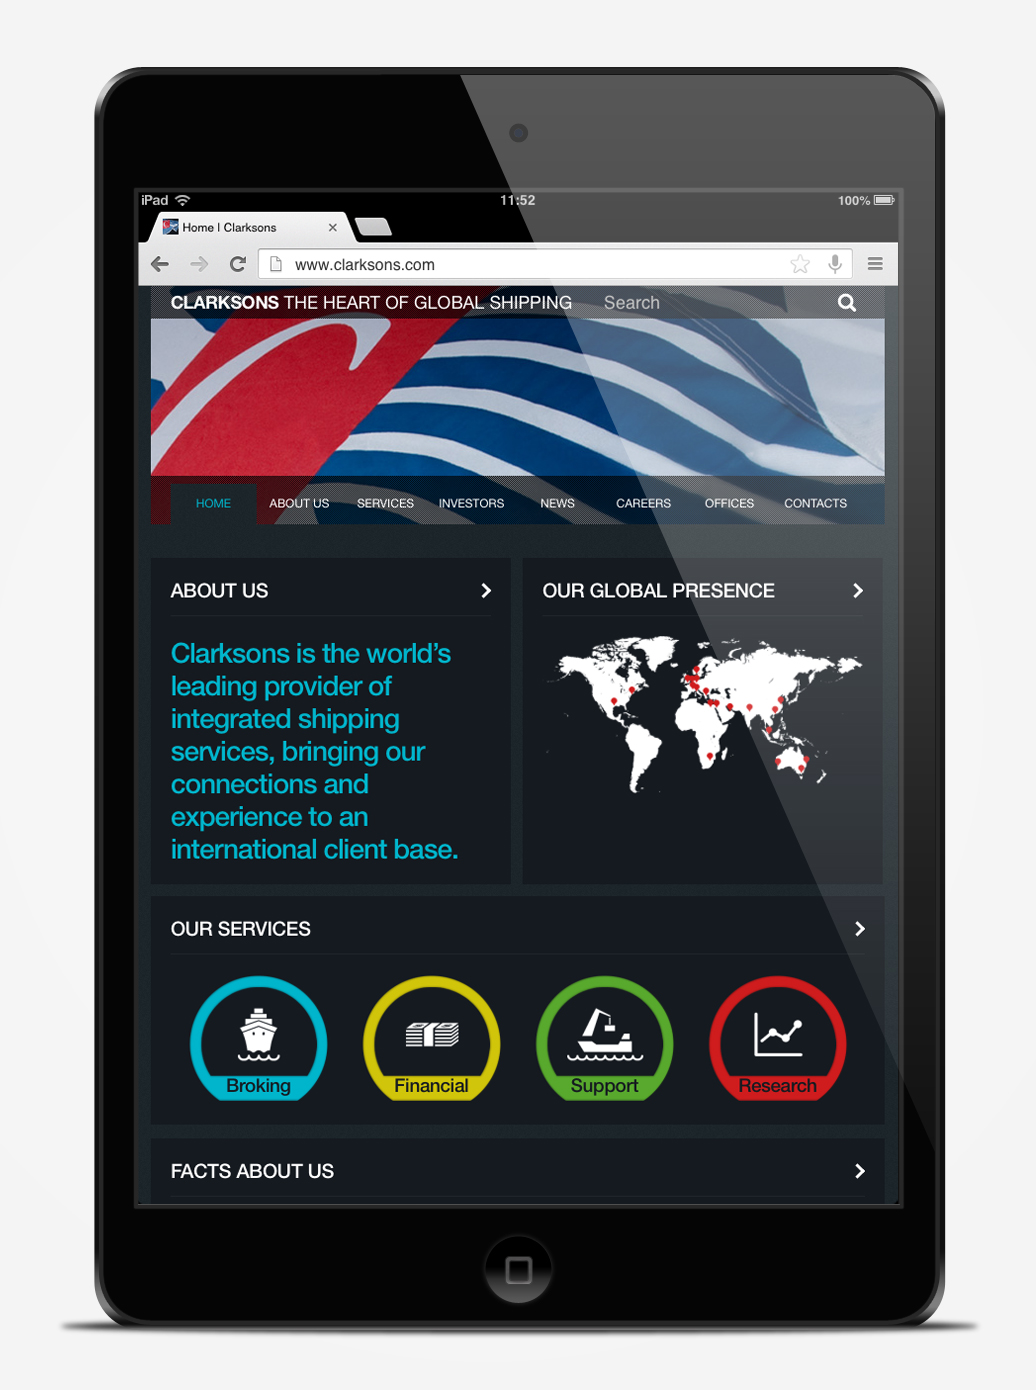 iPad 11:52 100%
Home | Clarksons
www.clarksons.com
CLARKSONS THE HEART OF GLOBAL SHIPPING Search
HOME ABOUT US SERVICES INVESTORS NEWS CAREERS OFFICES CONTACTS
ABOUT US
Clarksons is the world's
leading provider of
integrated shipping
services, bringing our
connections and
experience to an
international client base.
OUR GLOBAL PRESENCE
OUR SERVICES
Broking Financial Support Research
FACTS ABOUT US